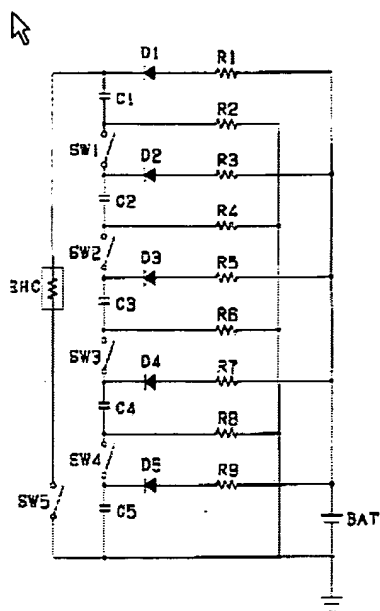 D1 R1
C1
R2
SW1
D2 R3
C2
R4
SW2
D3 R5
BHC
C3
R6
SW3
D4 R7
C4
R8
SW4
D5 R9
SW5
C5
BAT